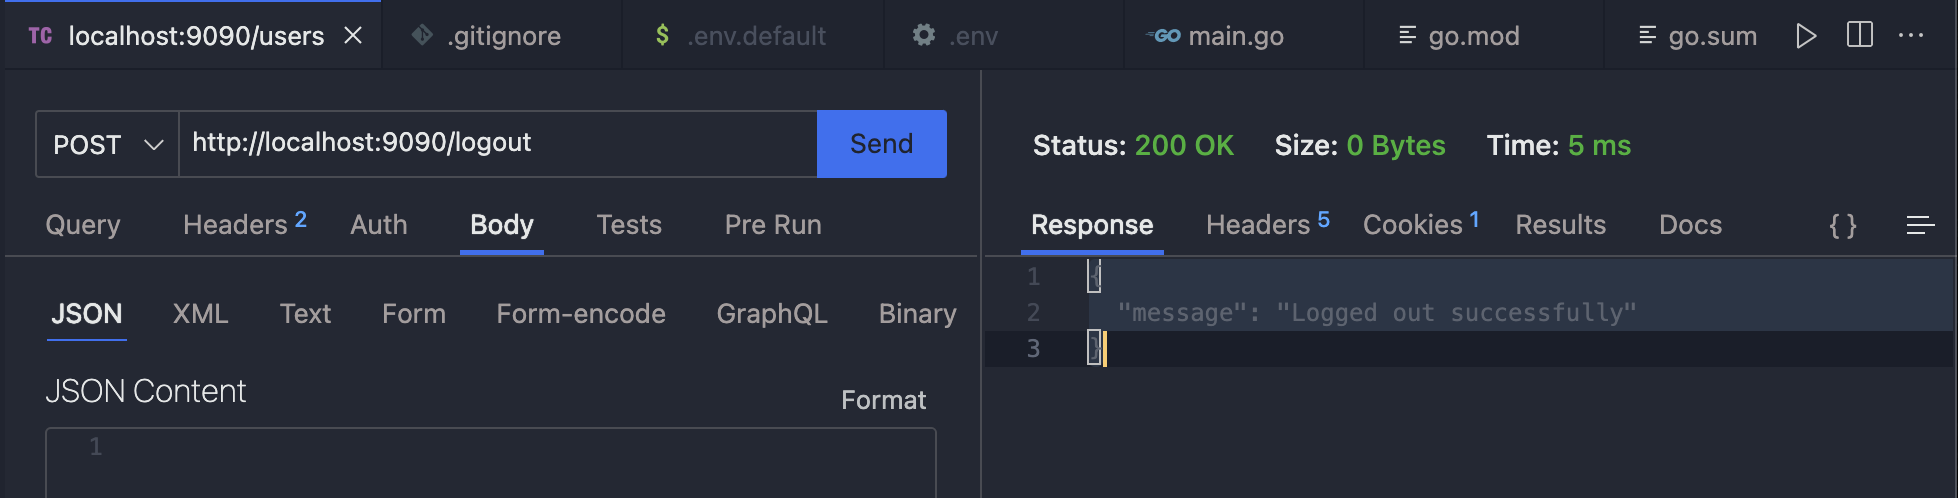 TC localhost:9090/users .gitignore $ .env.default .env GO main.go go.mod go.sum
POST http://localhost:9090/logout Send
Query Headers 2 Auth Body Tests Pre Run
JSON XML Text Form Form-encode GraphQL Binary
JSON Content
Format
1
Status: 200 OK Size: 0 Bytes Time: 5 ms
Response Headers 5 Cookies 1 Results Docs { }
1 {
2 "message": "Logged out successfully"
3 }